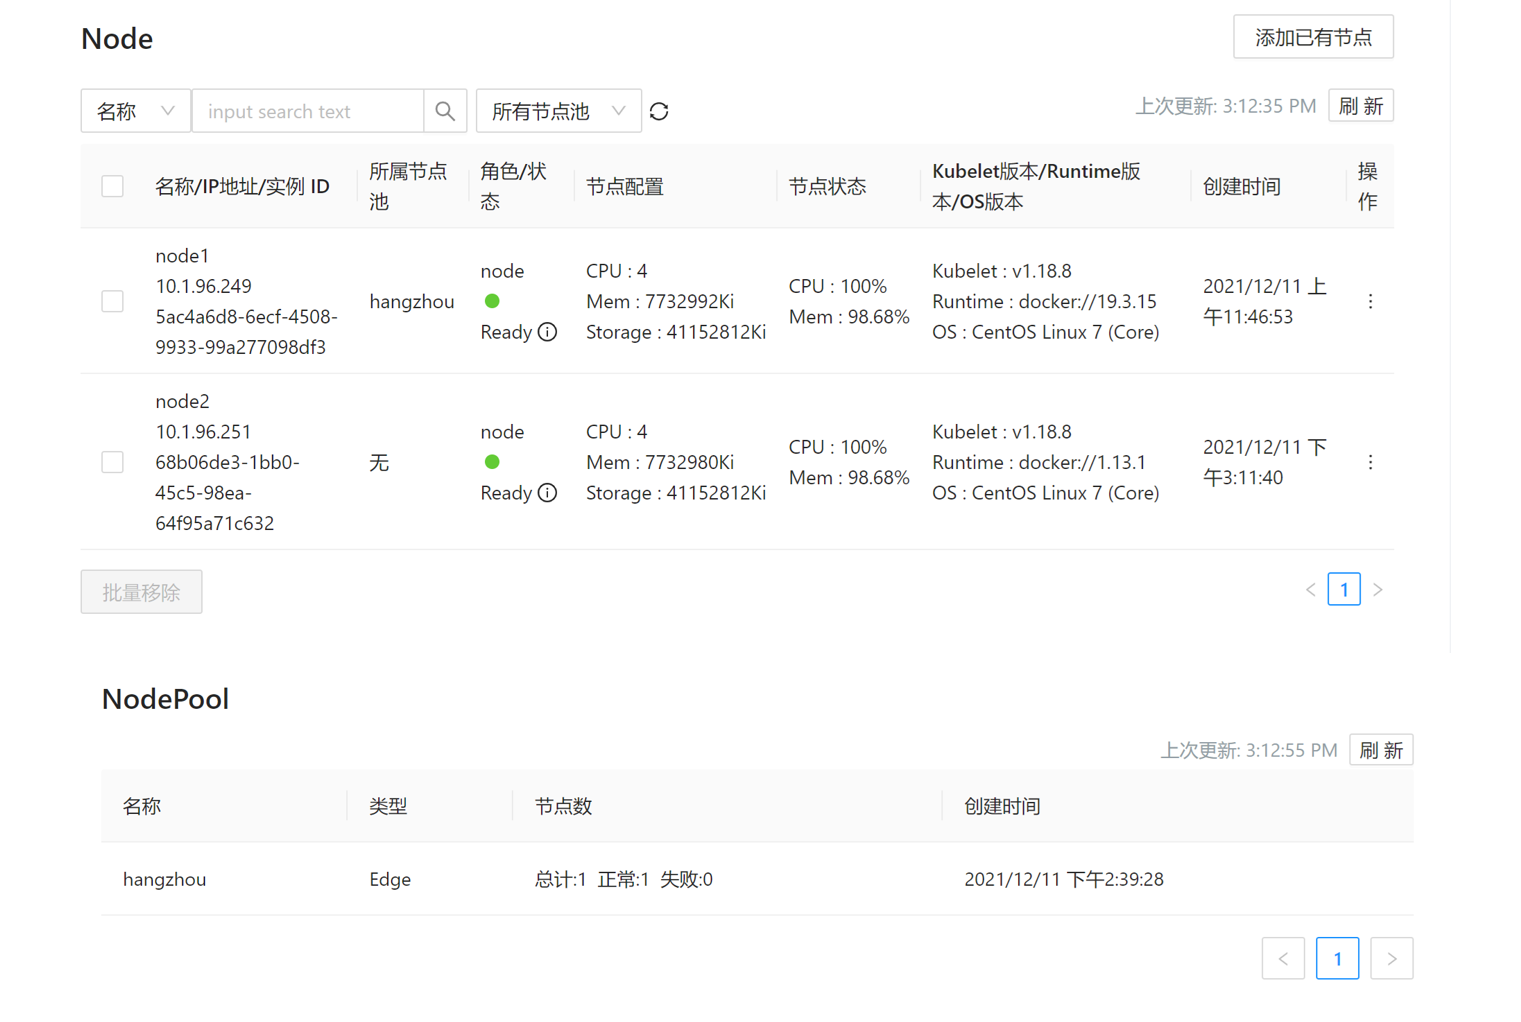 Node
添加已有节点
名称
input search text
所有节点池
上次更新: 3:12:35 PM
刷 新
名称/IP地址/实例 ID
所属节点
池
角色/状
态
节点配置
节点状态
Kubelet版本/Runtime版
本/OS版本
创建时间
操
作
node1
10.1.96.249
5ac4a6d8-6ecf-4508-
9933-99a277098df3
hangzhou
node
Ready
CPU : 4
Mem : 7732992Ki
Storage : 41152812Ki
CPU : 100%
Mem : 98.68%
Kubelet : v1.18.8
Runtime : docker://19.3.15
OS : CentOS Linux 7 (Core)
2021/12/11 上
午11:46:53
node2
10.1.96.251
68b06de3-1bb0-
45c5-98ea-
64f95a71c632
无
node
Ready
CPU : 4
Mem : 7732980Ki
Storage : 41152812Ki
CPU : 100%
Mem : 98.68%
Kubelet : v1.18.8
Runtime : docker://1.13.1
OS : CentOS Linux 7 (Core)
2021/12/11 下
午3:11:40
批量移除
1
NodePool
上次更新: 3:12:55 PM
刷 新
名称
类型
节点数
创建时间
hangzhou
Edge
总计:1 正常:1 失败:0
2021/12/11 下午2:39:28
1